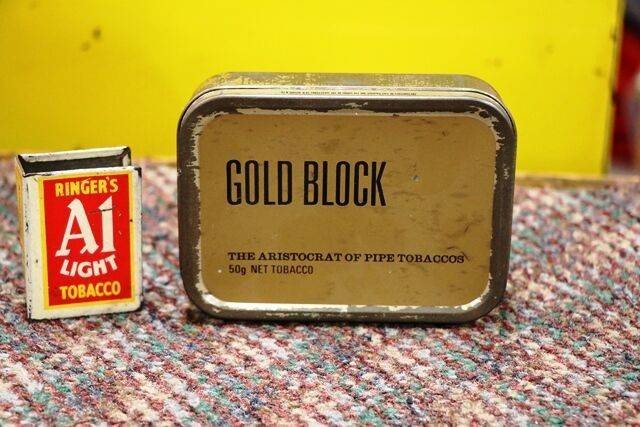 RINGER'S
A1
LIGHT
TOBACCO
GOLD BLOCK
THE ARISTOCRAT OF PIPE TOBACCOS
50g NET TOBACCO